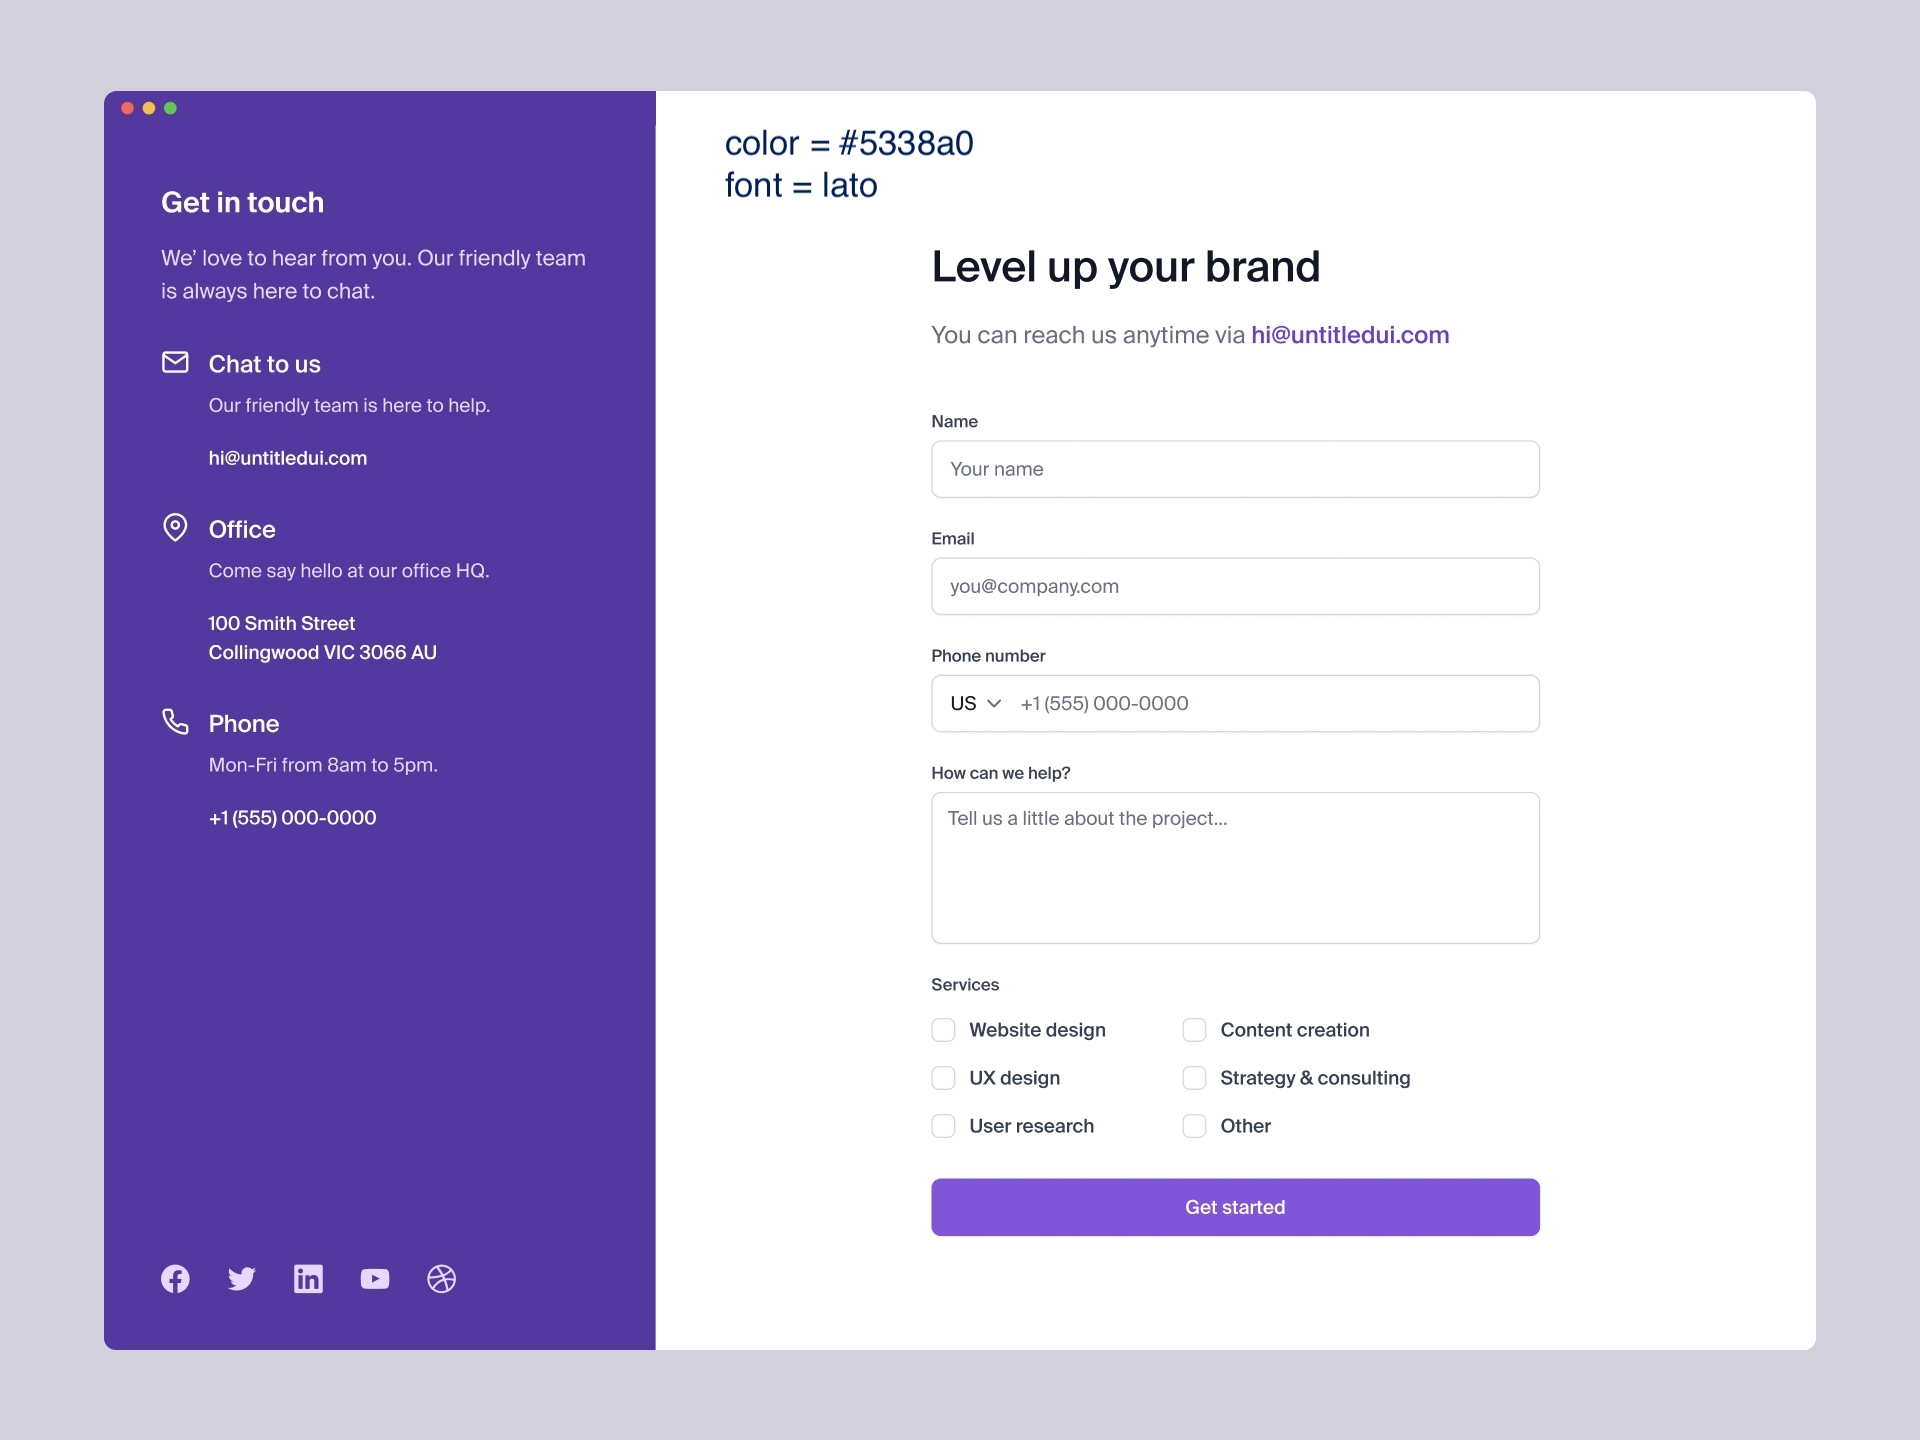 Get in touch
We’ love to hear from you. Our friendly team
is always here to chat.
Chat to us
Our friendly team is here to help.
hi@untitledui.com
Office
Come say hello at our office HQ.
100 Smith Street
Collingwood VIC 3066 AU
Phone
Mon-Fri from 8am to 5pm.
+1 (555) 000-0000
in
color = #5338a0
font = lato
Level up your brand
You can reach us anytime via hi@untitledui.com
Name
Your name
Email
you@company.com
Phone number
US +1 (555) 000-0000
How can we help?
Tell us a little about the project...
Services
Website design
Content creation
UX design
Strategy & consulting
User research
Other
Get started